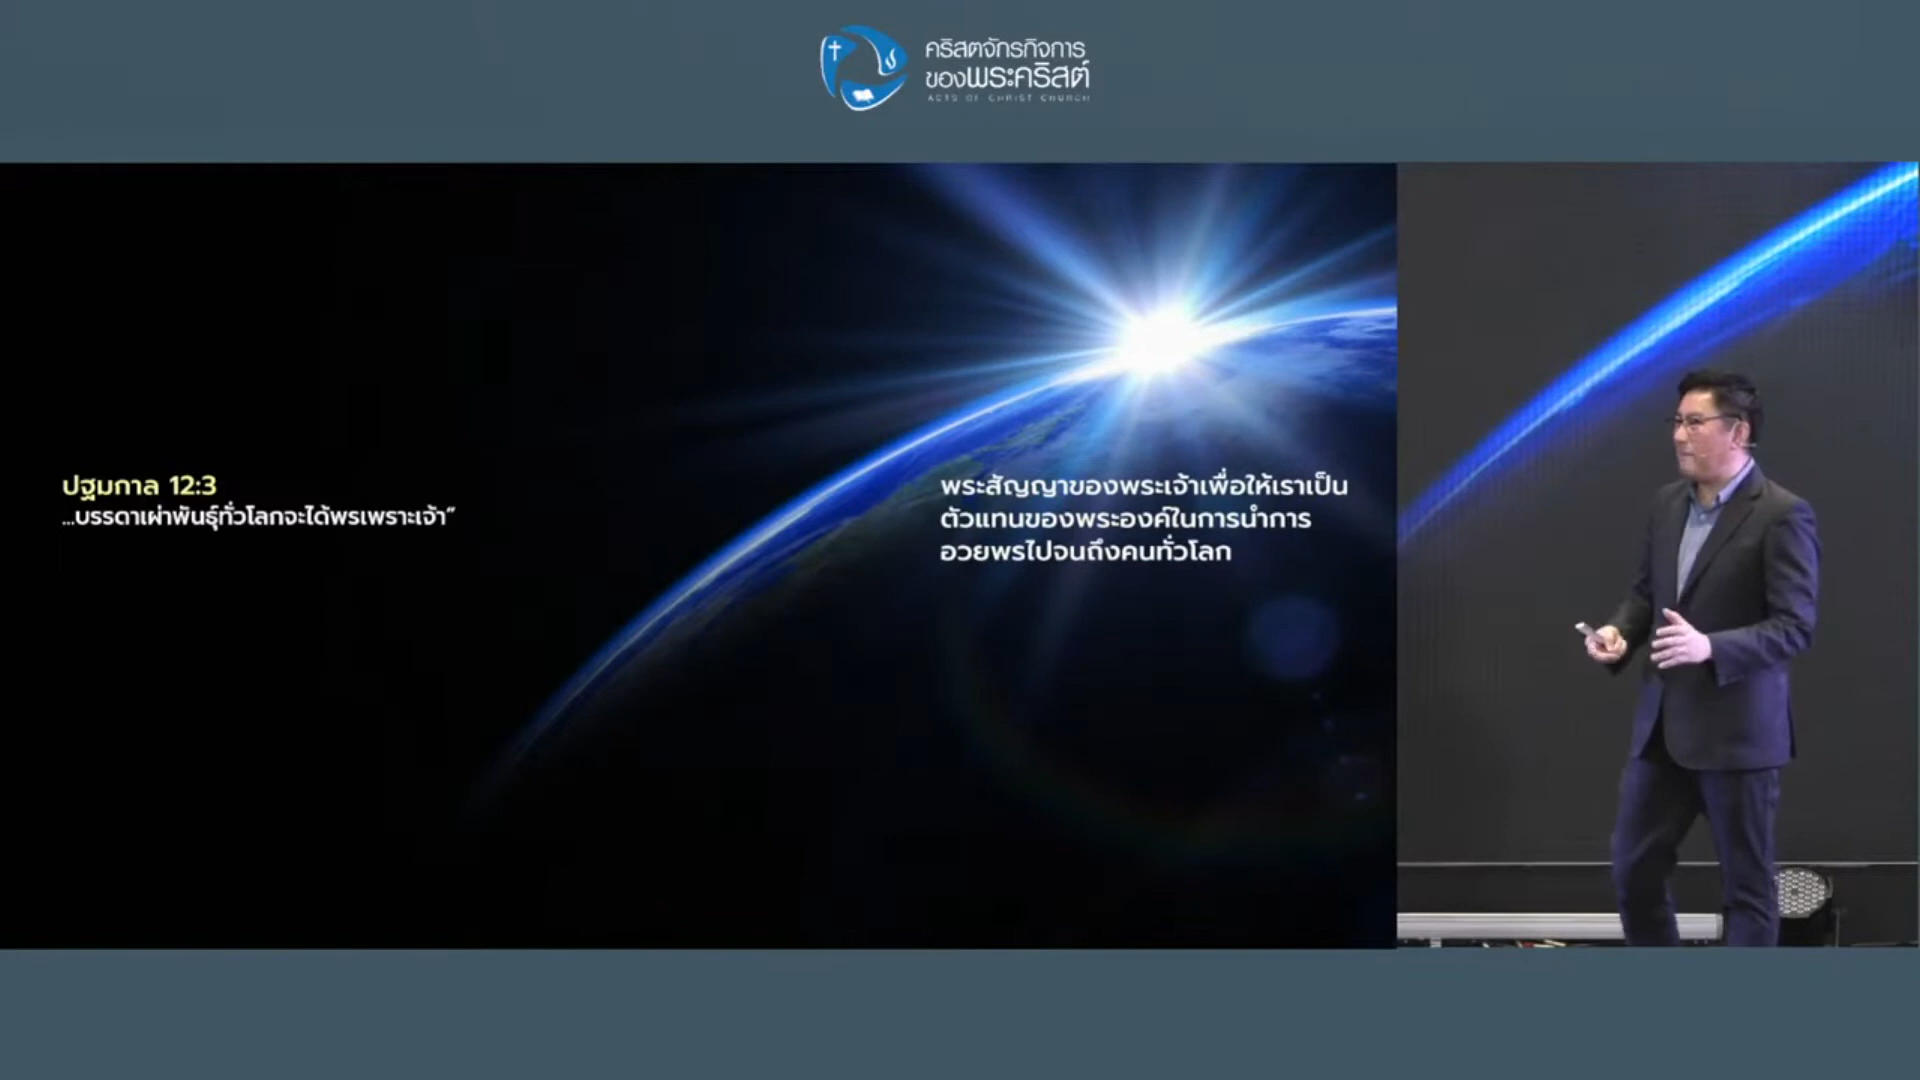 คริสตจักรกิจการ
ของพระคริสต์
ACTS OF CHRIST CHURCH
ปฐมกาล 12:3
...บรรดาเผ่าพันธุ์ทั่วโลกจะได้พรเพราะเจ้า”
พระสัญญาของพระเจ้าเพื่อให้เราเป็น
ตัวแทนของพระองค์ในการนำการ
อวยพรไปจนถึงคนทั่วโลก